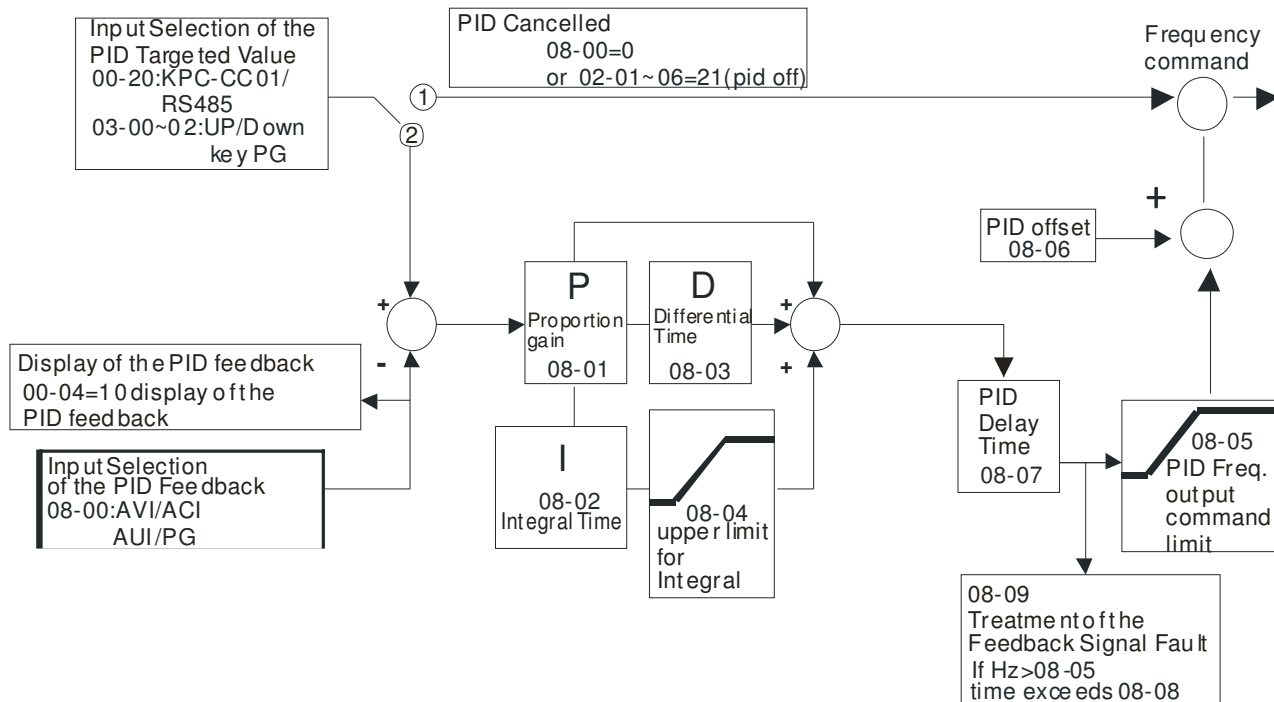 Input Selection of the
PID Targeted Value
00-20:KPC-CC01/
RS485
03-00~02:UP/Down
key PG
PID Cancelled
08-00=0
or 02-01~06=21(pid off)
1
2
Frequency
command
+
PID offset
08-06
+
-
P
Proportion
gain
08-01
D
Differential
Time
08-03
+
+
Display of the PID feedback
00-04=10 display of the
PID feedback
Input Selection
of the PID Feedback
08-00:AVI/ACI
AUI/PG
I
08-02
Integral Time
08-04
upper limit
for
Integral
PID
Delay
Time
08-07
08-05
PID Freq.
output
command
limit
08-09
Treatment of the
Feedback Signal Fault
If Hz>08-05
time exceeds 08-08